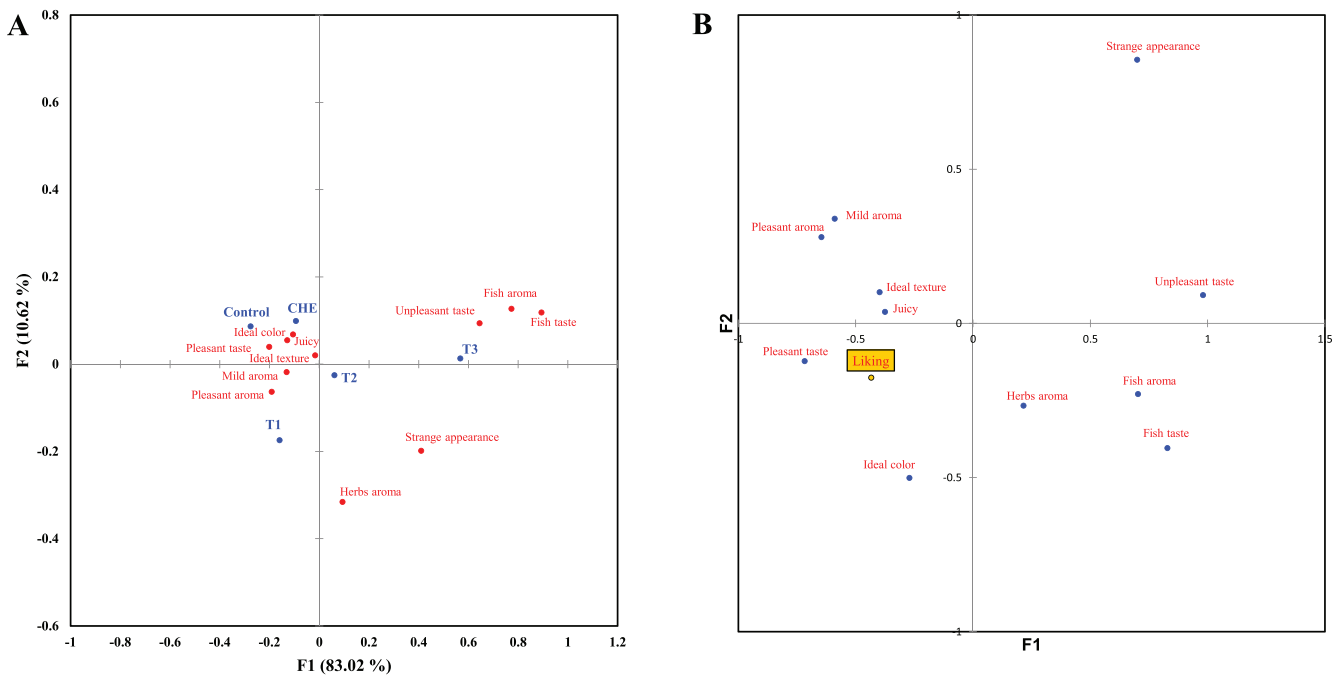 A
0.8
0.6
0.4
0.2
0
-0.2
-0.4
-0.6
F2 (10.62 %)
-1
-0.8
-0.6
-0.4
-0.2
0
0.2
0.4
0.6
0.8
1
1.2
F1 (83.02 %)
Control
CHE
Ideal color
Juicy
Pleasant taste
Ideal texture
Mild aroma
Pleasant aroma
T1
T2
T3
Unpleasant taste
Fish aroma
Fish taste
Strange appearance
Herbs aroma
B
1
0.5
0
-0.5
-1
F2
-1
-0.5
0
0.5
1
15
F1
Strange appearance
Mild aroma
Pleasant aroma
Ideal texture
Juicy
Unpleasant taste
Pleasant taste
Liking
Fish aroma
Herbs aroma
Fish taste
Ideal color